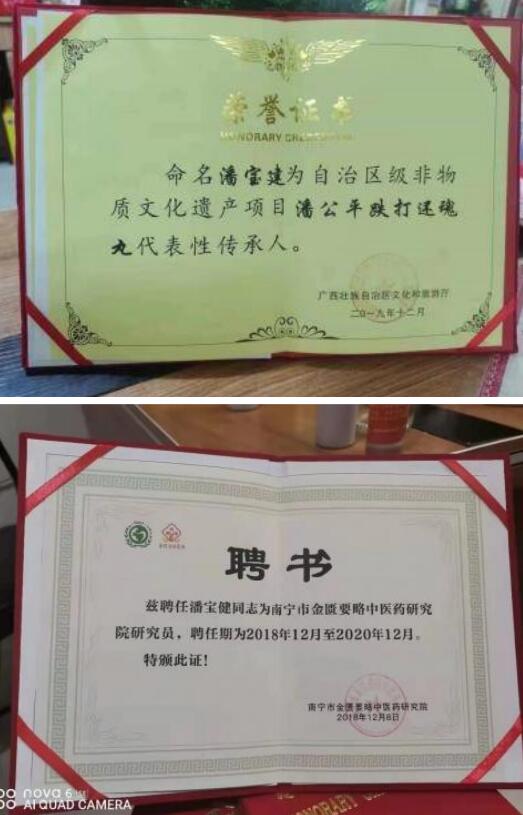 荣誉证书
HONORARY CREDENTIAL
命名潘宝建为自治区级非物
质文化遗产项目潘公平跌打还魂
丸代表性传承人。
广西壮族自治区文化和旅游厅
二〇一九年十二月
聘书
兹聘任潘宝健同志为南宁市金匮要略中医药研究
院研究员，聘任期为2018年12月至2020年12月。
特颁此证!
南宁市金匮要略中医药研究院
2018年12月8日
nova 6
AI QUAD CAMERA
HONORARY